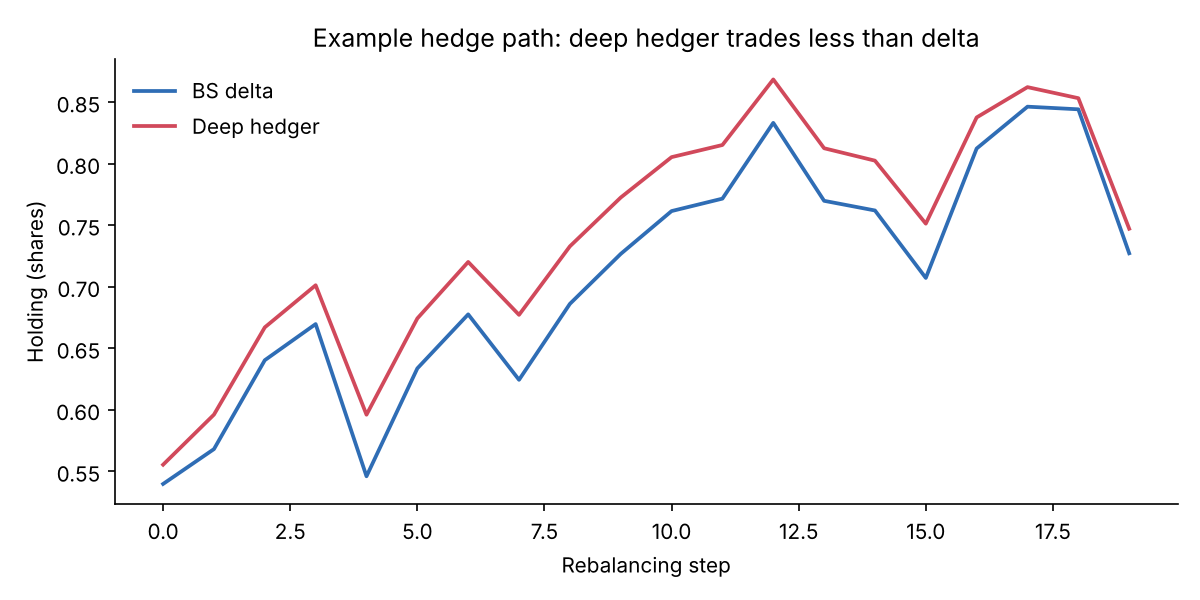 Example hedge path: deep hedger trades less than delta
BS delta
Deep hedger
Holding (shares)
0.85
0.80
0.75
0.70
0.65
0.60
0.55
0.0 2.5 5.0 7.5 10.0 12.5 15.0 17.5
Rebalancing step